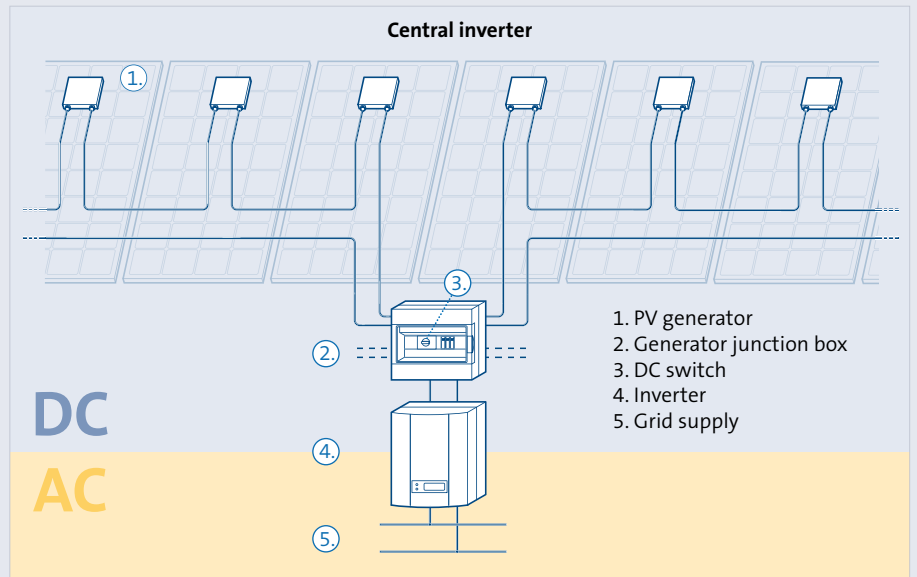 Central inverter
1.
3.
2.
1. PV generator
2. Generator junction box
3. DC switch
4. Inverter
5. Grid supply
DC
4.
AC
5.